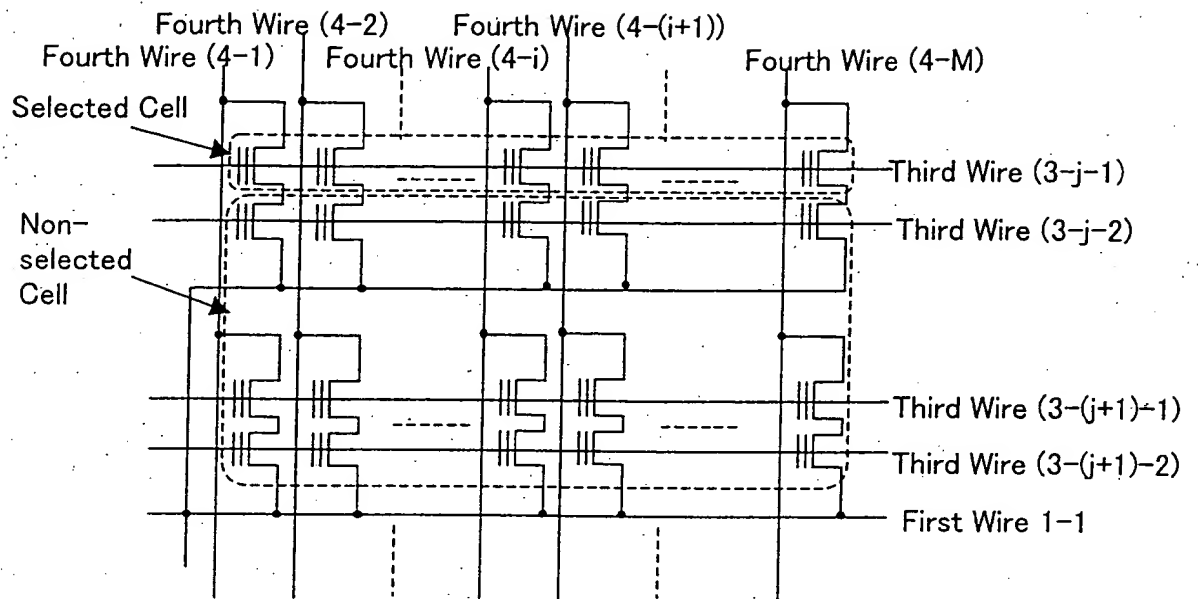 Fourth Wire (4-2)
Fourth Wire (4-(i+1))
Fourth Wire (4-1)
Fourth Wire (4-i)
Fourth Wire (4-M)
Selected Cell
Third Wire (3-j-1)
Third Wire (3-j-2)
Non-
selected
Cell
Third Wire (3-(j+1)-1)
Third Wire (3-(j+1)-2)
First Wire 1-1